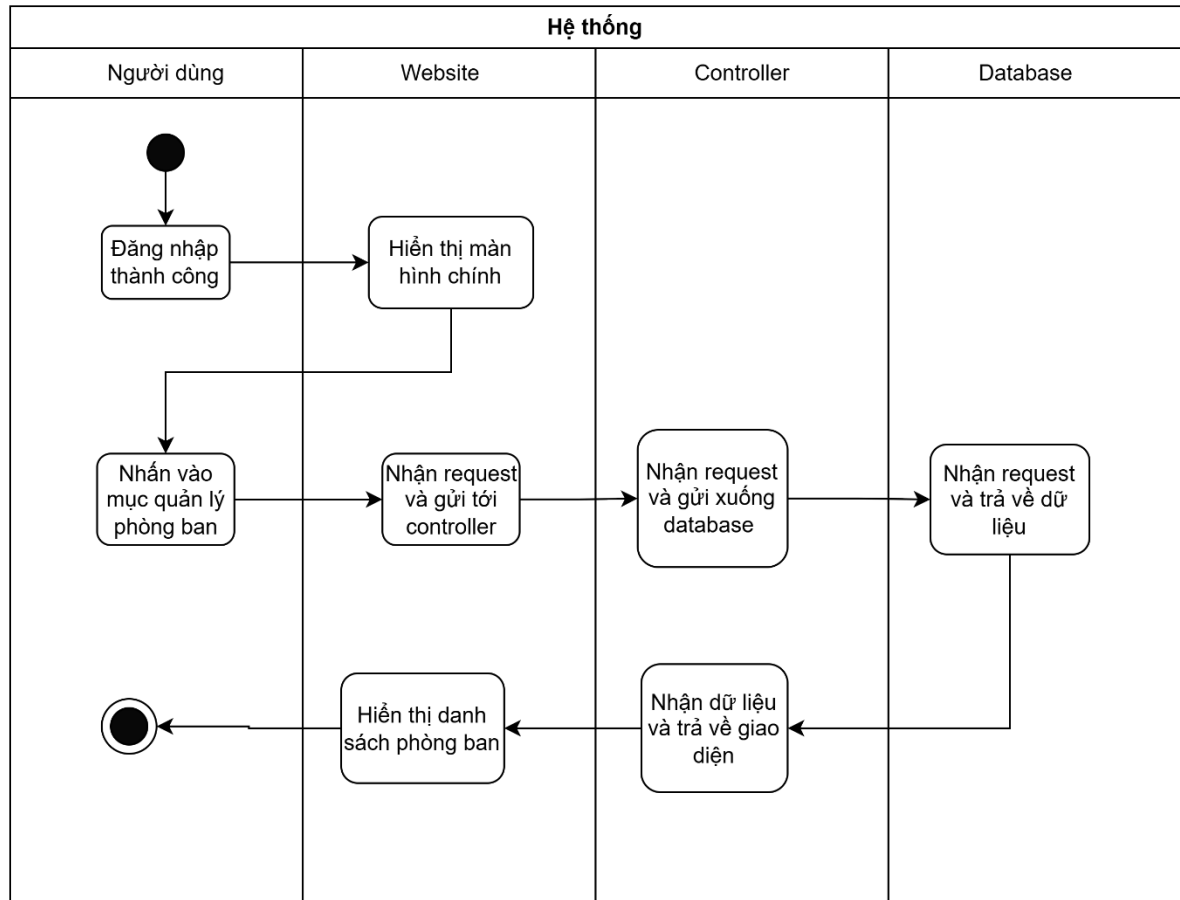 Hệ thống
Người dùng
Website
Controller
Database
Đăng nhập
thành công
Hiển thị màn
hình chính
Nhấn vào
mục quản lý
phòng ban
Nhận request
và gửi tới
controller
Nhận request
và gửi xuống
database
Nhận request
và trả về dữ
liệu
Hiển thị danh
sách phòng ban
Nhận dữ liệu
và trả về giao
diện